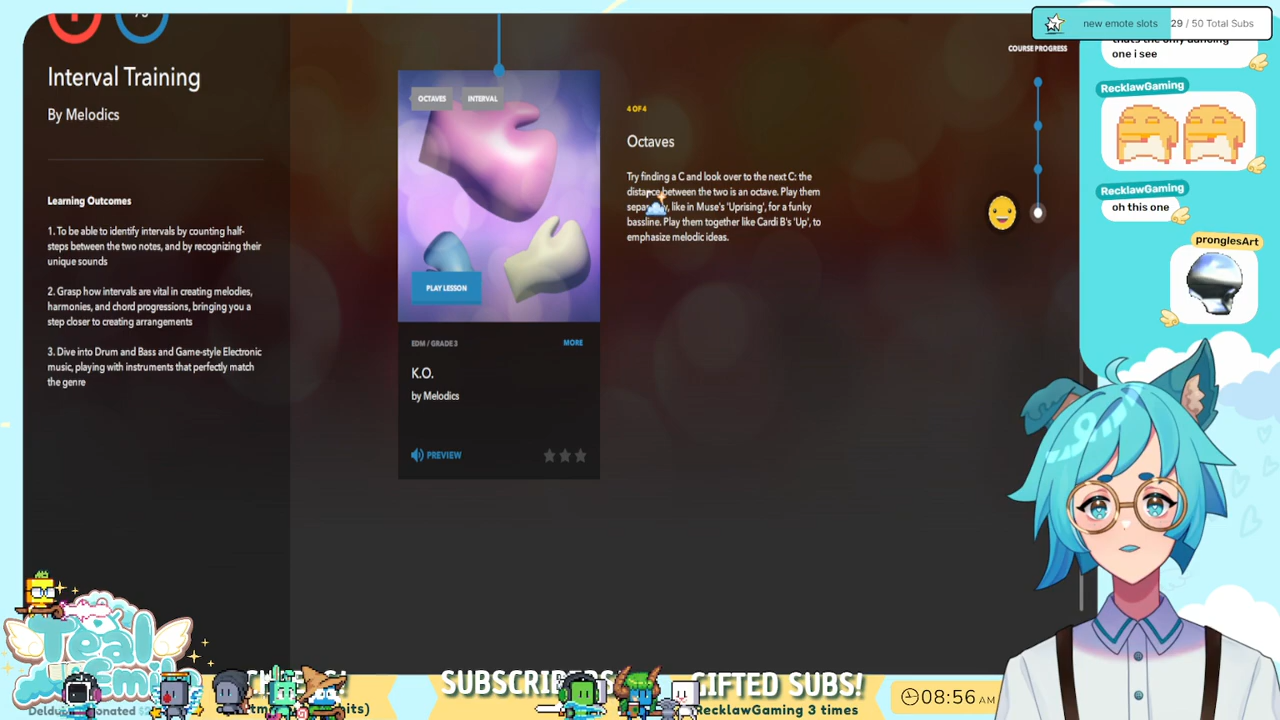 new emote slots 29 / 50 Total Subs
COURSE PROGRESS
Interval Training
By Melodics
Learning Outcomes
1. To be able to identify intervals by counting half-
steps between the two notes, and by recognizing their
unique sounds
2. Grasp how intervals are vital in creating melodies,
harmonies, and chord progressions, bringing you a
step closer to creating arrangements
3. Dive into Drum and Bass and Game-style Electronic
music, playing with instruments that perfectly match
the genre
OCTAVES
INTERVAL
PLAY LESSON
EDM / GRADE 3
MORE
K.O.
by Melodics
PREVIEW
4 OF 4
Octaves
Try finding a C and look over to the next C: the
distance between the two is an octave. Play them
like in Muse's 'Uprising', for a funky
bassline. Play them together like Cardi B's 'Up', to
emphasize melodic ideas.
thats the only dancing
one i see
RecklawGaming
RecklawGaming
oh this one
pronglesArt
Teal
GIFTED SUBS!
RecklawGaming 3 times
08:56 AM